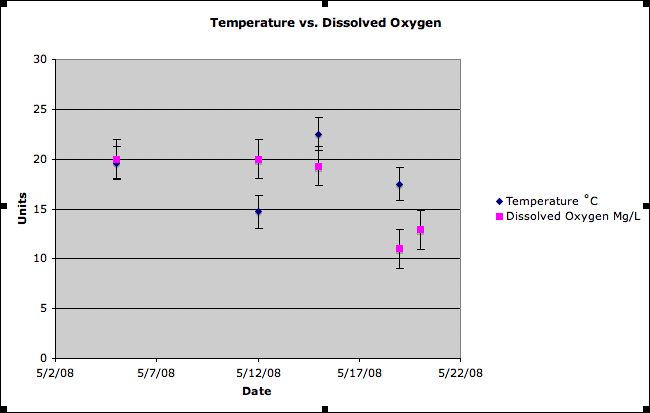 Temperature vs. Dissolved Oxygen
30
25
20
15
10
5
0
Units
5/2/08 5/7/08 5/12/08 5/17/08 5/22/08
Date
Temperature ˚C
Dissolved Oxygen Mg/L